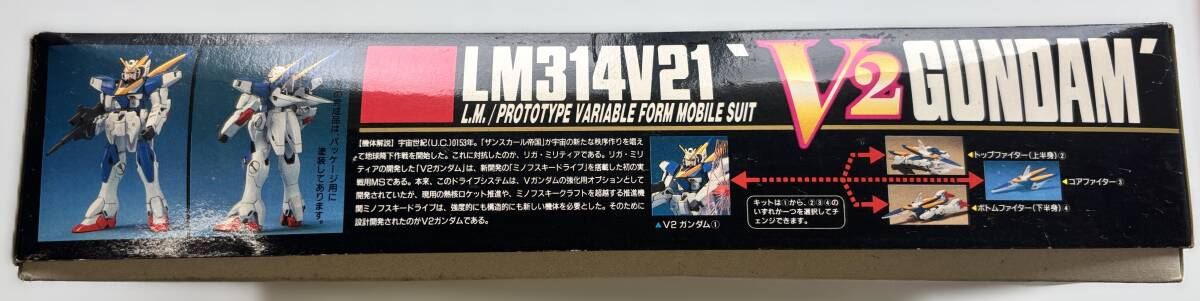 の完成品は、パッケージ用に
塗装してあります。
LM314V21 "V2 GUNDAM"
L.M./PROTOTYPE VARIABLE FORM MOBILE SUIT
【機体解説】宇宙世紀(U.C.)0153年。「ザンスカール帝国」が宇宙の新たな秩序作りを唱え
て地球降下作戦を開始した。これに対抗したのが、リガ・ミリティアである。リガ・ミリ
ティアの開発した「V2ガンダム」は、新開発の「ミノフスキードライブ」を搭載した初の実
戦用MSである。本来、このドライブシステムは、Vガンダムの強化用オプションとして
開発されていたが、現用の熱核ロケット推進や、ミノフスキークラフトを超越する推進機
関ミノフスキードライブは、強度的にも構造的にも新しい機体を必要とした。そのために
設計開発されたのがV2ガンダムである。
▲V2 ガンダム①
キットは①から、②③④の
いずれか一つを選択してチ
ェンジできます。
◀トップファイター(上半身)②
◀コアファイター③
◀ボトムファイター(下半身)④